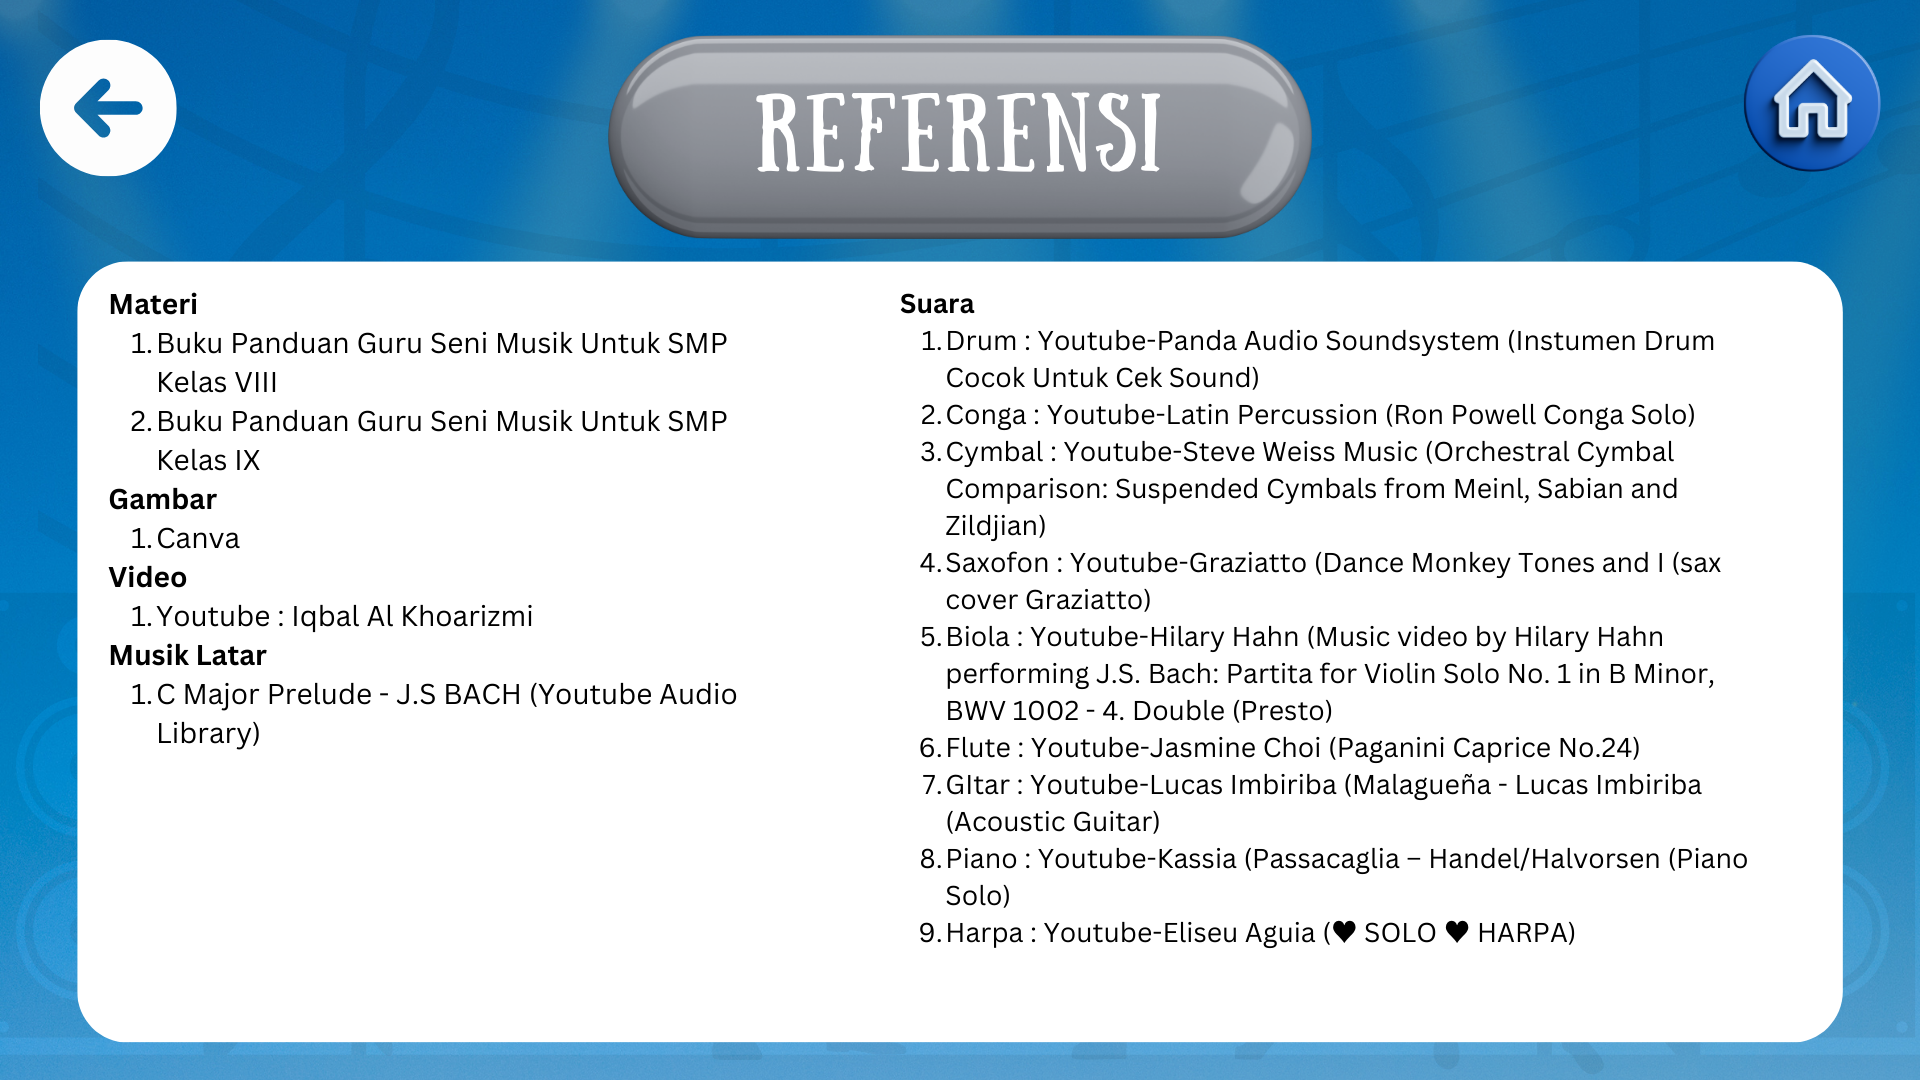 REFERENSI
Materi
1. Buku Panduan Guru Seni Musik Untuk SMP
Kelas VIII
2. Buku Panduan Guru Seni Musik Untuk SMP
Kelas IX
Gambar
1. Canva
Video
1. Youtube : Iqbal Al Khoarizmi
Musik Latar
1. C Major Prelude - J.S BACH (Youtube Audio
Library)
Suara
1. Drum : Youtube-Panda Audio Soundsystem (Instumen Drum
Cocok Untuk Cek Sound)
2. Conga : Youtube-Latin Percussion (Ron Powell Conga Solo)
3. Cymbal : Youtube-Steve Weiss Music (Orchestral Cymbal
Comparison: Suspended Cymbals from Meinl, Sabian and
Zildjian)
4. Saxofon : Youtube-Graziatto (Dance Monkey Tones and I (sax
cover Graziatto)
5. Biola : Youtube-Hilary Hahn (Music video by Hilary Hahn
performing J.S. Bach: Partita for Violin Solo No. 1 in B Minor,
BWV 1002 - 4. Double (Presto)
6. Flute : Youtube-Jasmine Choi (Paganini Caprice No.24)
7. GItar : Youtube-Lucas Imbiriba (Malagueña - Lucas Imbiriba
(Acoustic Guitar)
8. Piano : Youtube-Kassia (Passacaglia – Handel/Halvorsen (Piano
Solo)
9. Harpa : Youtube-Eliseu Aguia (♥ SOLO ♥ HARPA)